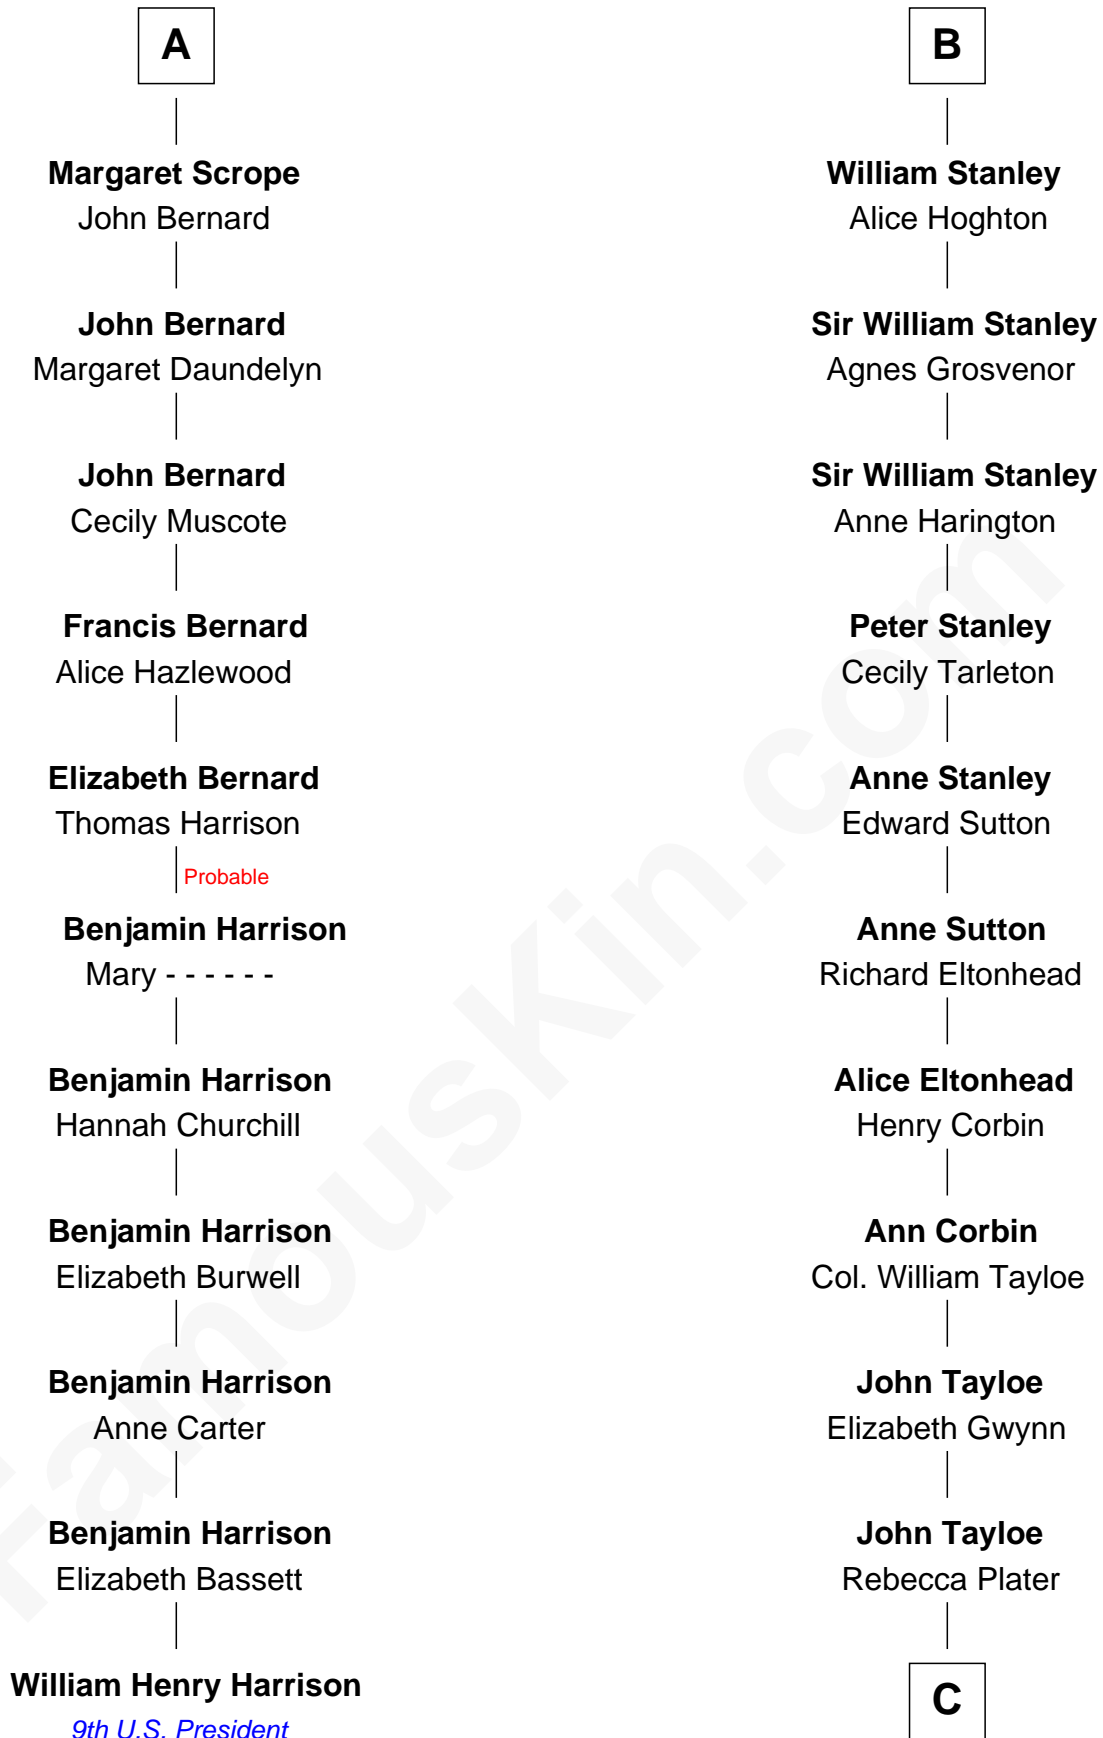 A
Margaret Scrope
John Bernard
John Bernard
Margaret Daundelyn
John Bernard
Cecily Muscote
Francis Bernard
Alice Hazlewood
Elizabeth Bernard
Thomas Harrison
Probable
Benjamin Harrison
Mary - - - - - -
Benjamin Harrison
Hannah Churchill
Benjamin Harrison
Elizabeth Burwell
Benjamin Harrison
Anne Carter
Benjamin Harrison
Elizabeth Bassett
William Henry Harrison
9th U.S. President
B
William Stanley
Alice Hoghton
Sir William Stanley
Agnes Grosvenor
Sir William Stanley
Anne Harington
Peter Stanley
Cecily Tarleton
Anne Stanley
Edward Sutton
Anne Sutton
Richard Eltonhead
Alice Eltonhead
Henry Corbin
Ann Corbin
Col. William Tayloe
John Tayloe
Elizabeth Gwynn
John Tayloe
Rebecca Plater
C
FamousKin.com